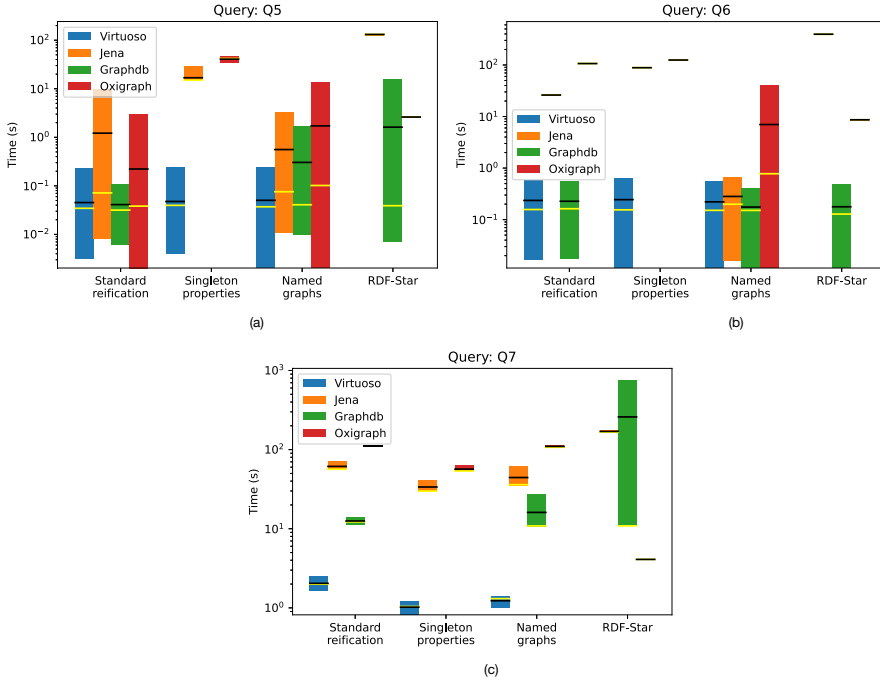 Query: Q5
Time (s)
10²
10¹
10⁰
10⁻¹
10⁻²
Virtuoso
Jena
Graphdb
Oxigraph
Standard
reification
Singleton
properties
Named
graphs
RDF-Star
(a)
Query: Q6
Time (s)
10²
10¹
10⁰
10⁻¹
Virtuoso
Jena
Graphdb
Oxigraph
Standard
reification
Singleton
properties
Named
graphs
RDF-Star
(b)
Query: Q7
Time (s)
10³
10²
10¹
10⁰
Virtuoso
Jena
Graphdb
Oxigraph
Standard
reification
Singleton
properties
Named
graphs
RDF-Star
(c)